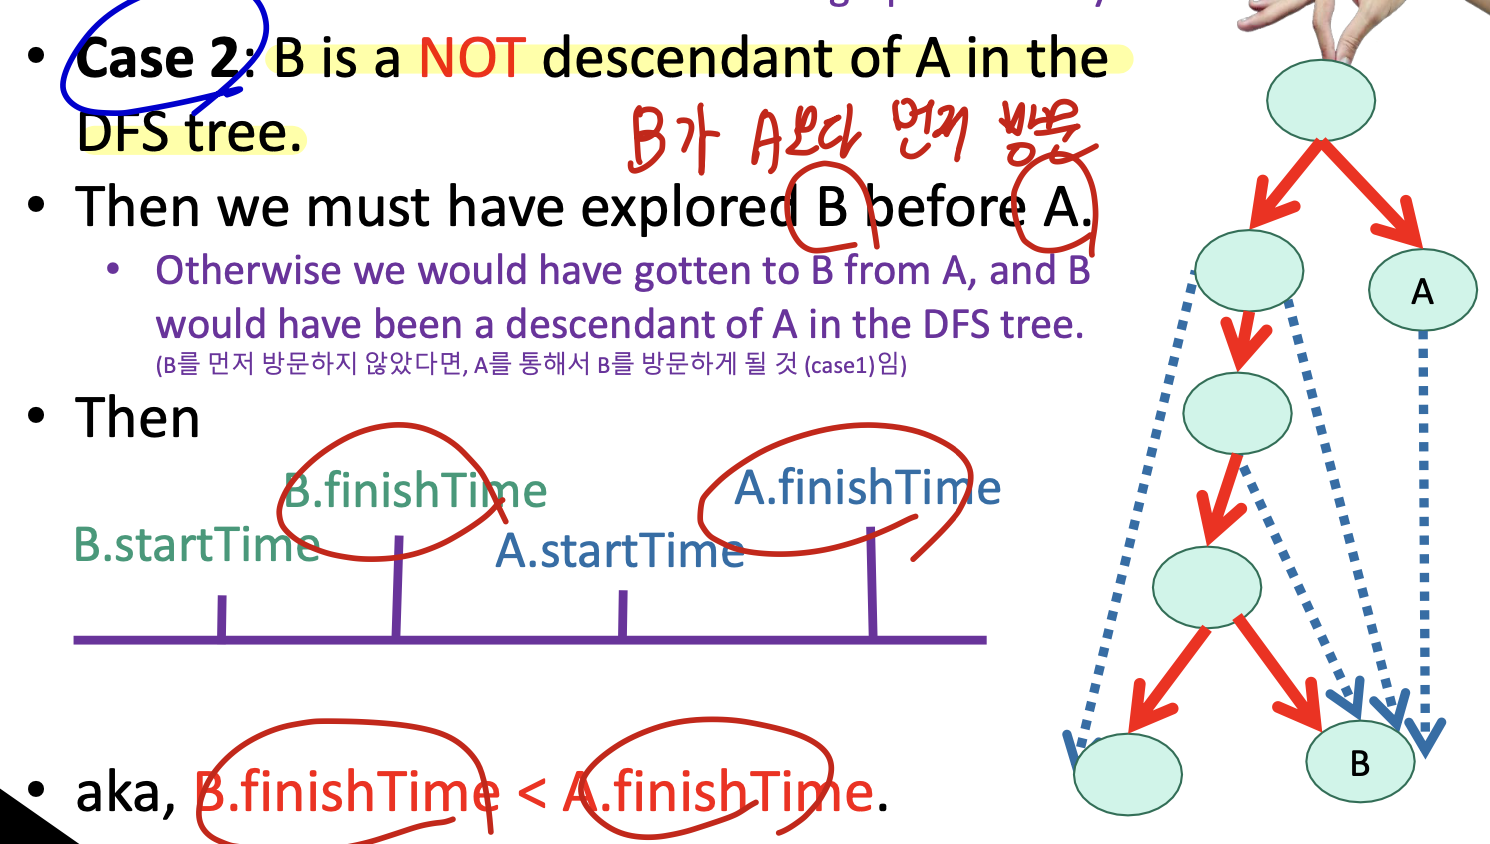 • Case 2: B is a NOT descendant of A in the
DFS tree.
B가 A보다 먼저 방문
• Then we must have explored B before A.
• Otherwise we would have gotten to B from A, and B
would have been a descendant of A in the DFS tree.
(B를 먼저 방문하지 않았다면, A를 통해서 B를 방문하게 될 것 (case1)임)
• Then
B.finishTime
A.finishTime
B.startTime
A.startTime
• aka, B.finishTime < A.finishTime.
A
B